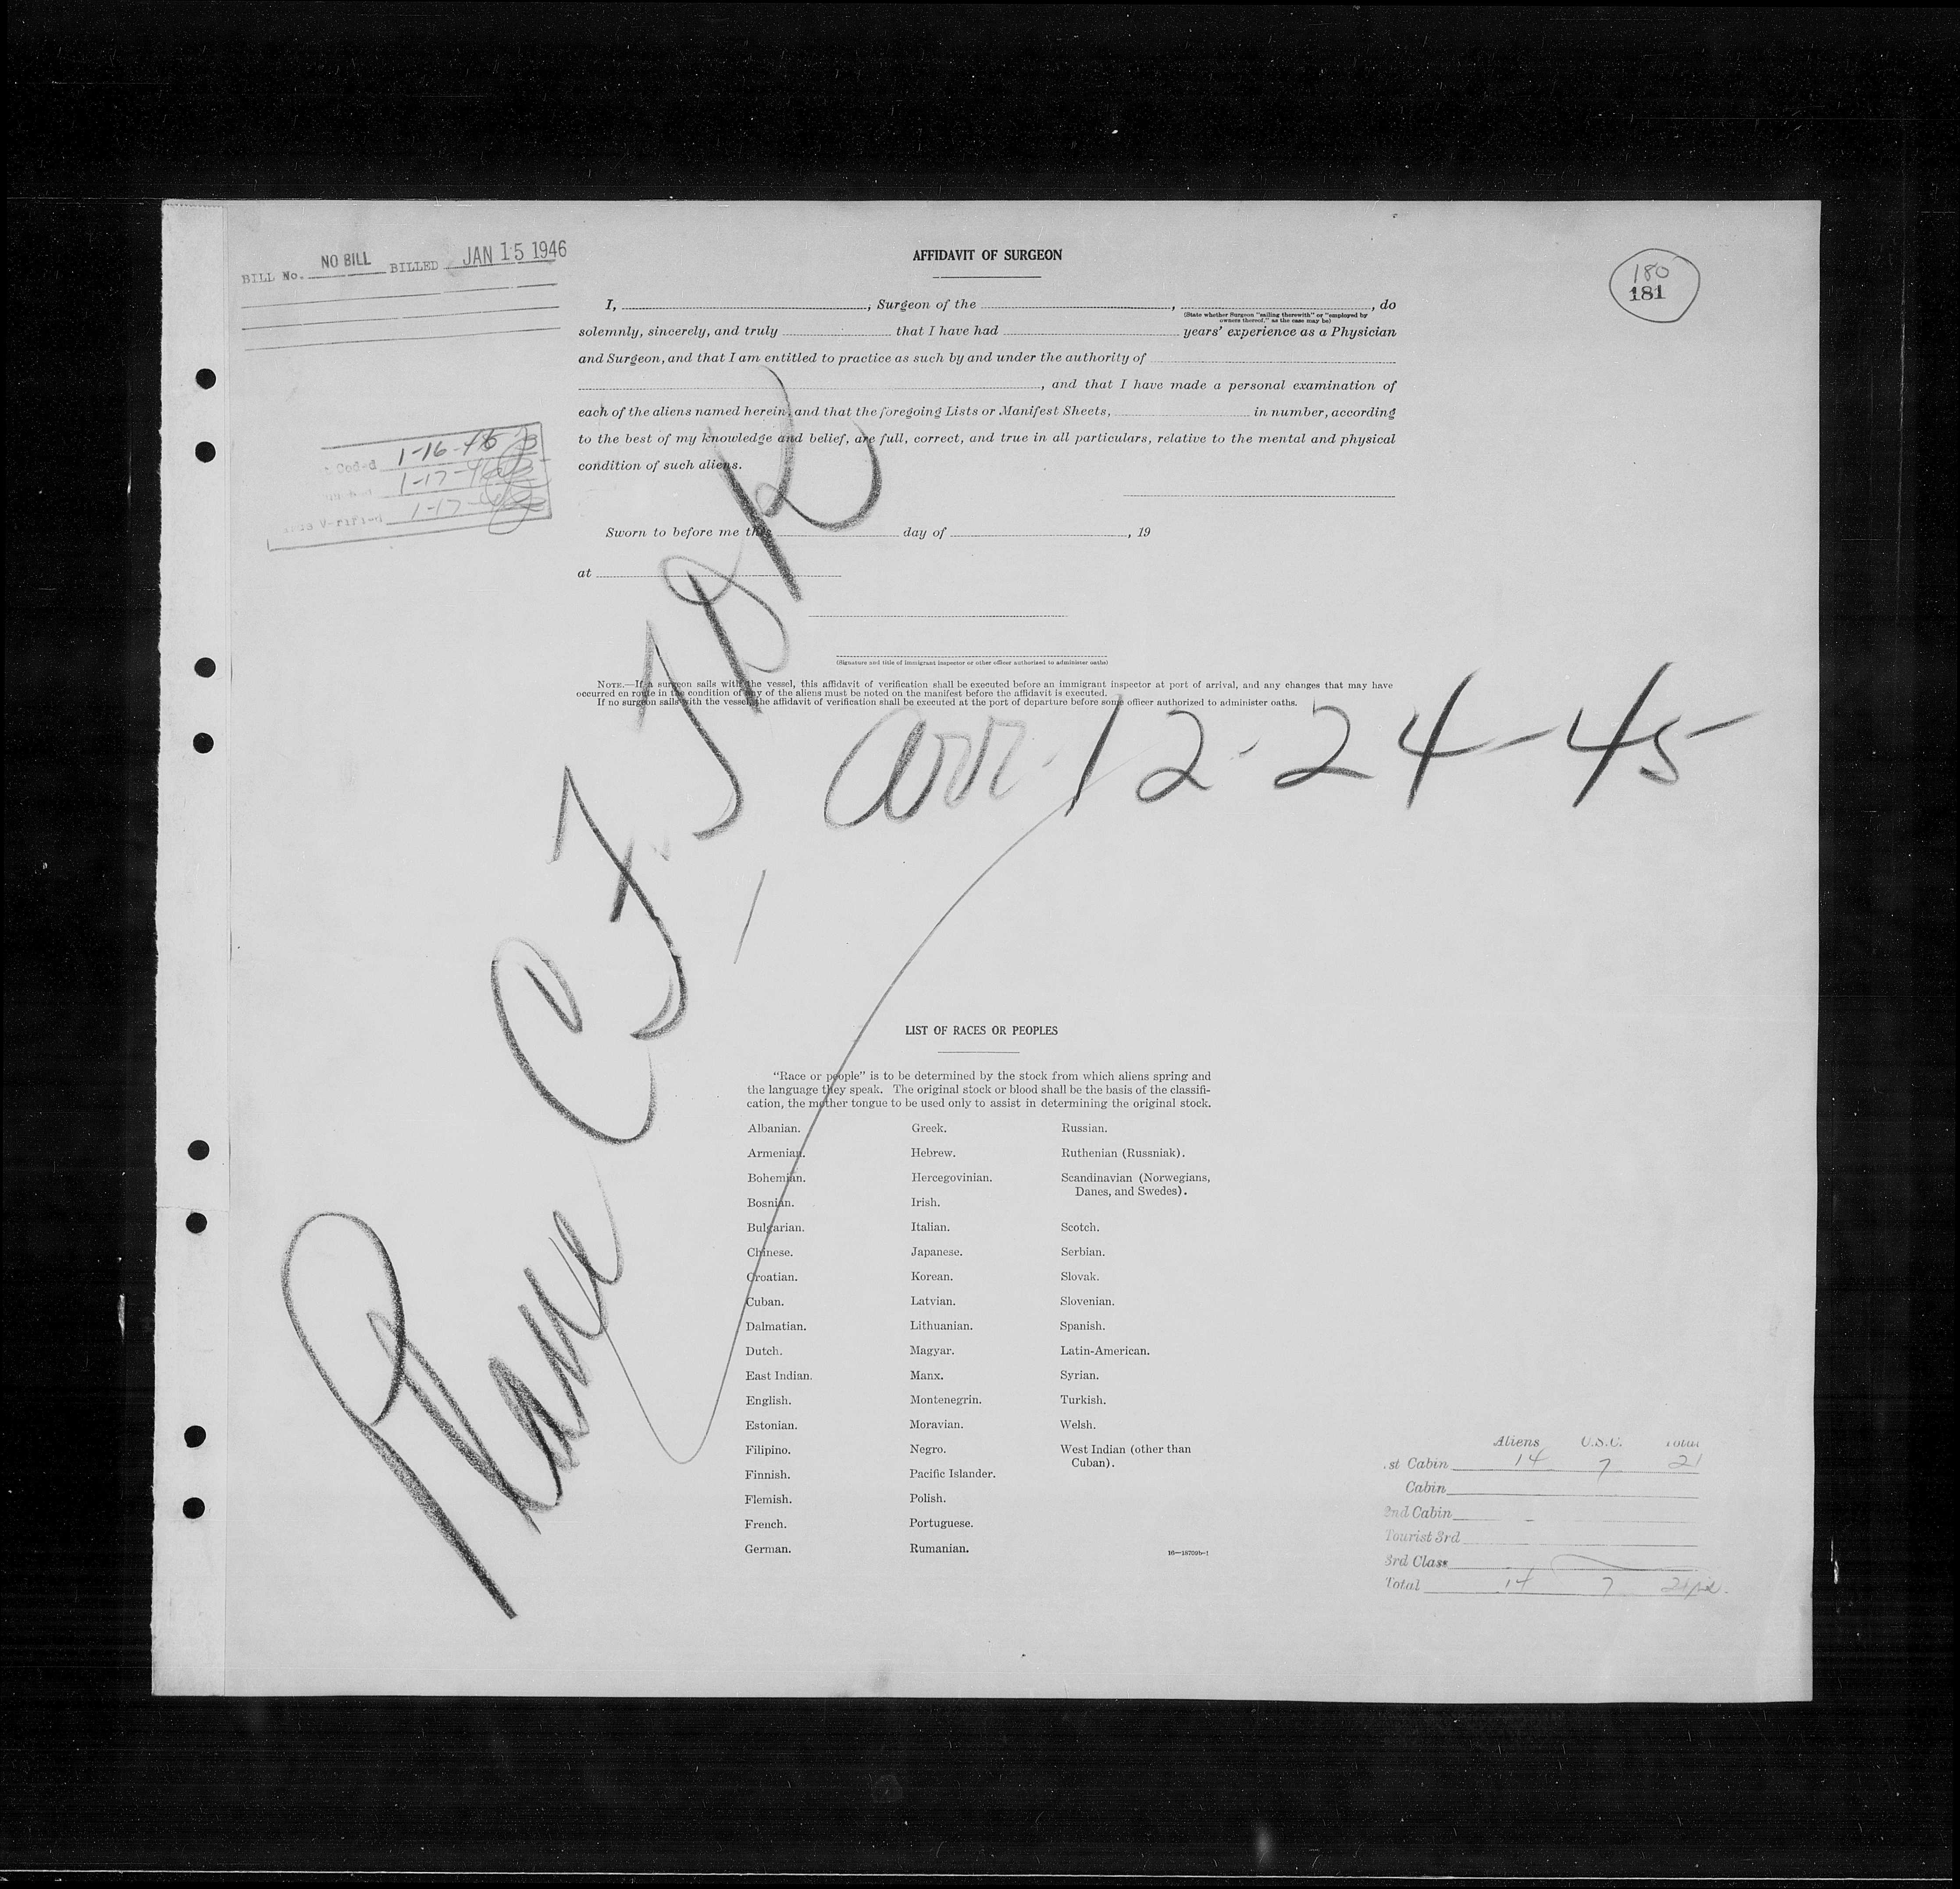 BILL No. NO BILL BILLED JAN 15 1946
AFFIDAVIT OF SURGEON
180
181
I, , Surgeon of the , , do
(State whether Surgeon "sailing therewith" or "employed by
owners thereof," as the case may be)
solemnly, sincerely, and truly that I have had years' experience as a Physician
and Surgeon, and that I am entitled to practice as such by and under the authority of
, and that I have made a personal examination of
each of the aliens named herein, and that the foregoing Lists or Manifest Sheets, in number, according
to the best of my knowledge and belief, are full, correct, and true in all particulars, relative to the mental and physical
condition of such aliens.
Coded 1-16-46
1-17-46
Verified 1-17-46
Sworn to before me this day of , 19
at
(Signature and title of immigrant inspector or other officer authorized to administer oaths)
NOTE.—If a surgeon sails with the vessel, this affidavit of verification shall be executed before an immigrant inspector at port of arrival, and any changes that may have
occurred en route in the condition of any of the aliens must be noted on the manifest before the affidavit is executed.
If no surgeon sails with the vessel, the affidavit of verification shall be executed at the port of departure before some officer authorized to administer oaths.
Plane CF.TDR
arr. 12-24-45
LIST OF RACES OR PEOPLES
"Race or people" is to be determined by the stock from which aliens spring and
the language they speak. The original stock or blood shall be the basis of the classifi-
cation, the mother tongue to be used only to assist in determining the original stock.
Albanian.
Armenian.
Bohemian.
Bosnian.
Bulgarian.
Chinese.
Croatian.
Cuban.
Dalmatian.
Dutch.
East Indian.
English.
Estonian.
Filipino.
Finnish.
Flemish.
French.
German.
Greek.
Hebrew.
Hercegovinian.
Irish.
Italian.
Japanese.
Korean.
Latvian.
Lithuanian.
Magyar.
Manx.
Montenegrin.
Moravian.
Negro.
Pacific Islander.
Polish.
Portuguese.
Rumanian.
Russian.
Ruthenian (Russniak).
Scandinavian (Norwegians,
Danes, and Swedes).
Scotch.
Serbian.
Slovak.
Slovenian.
Spanish.
Latin-American.
Syrian.
Turkish.
Welsh.
West Indian (other than
Cuban).
16—18709b-1
Aliens U.S.C. Total
st Cabin 14 7 21
Cabin
2nd Cabin
Tourist 3rd
3rd Class
Total 14 7 21